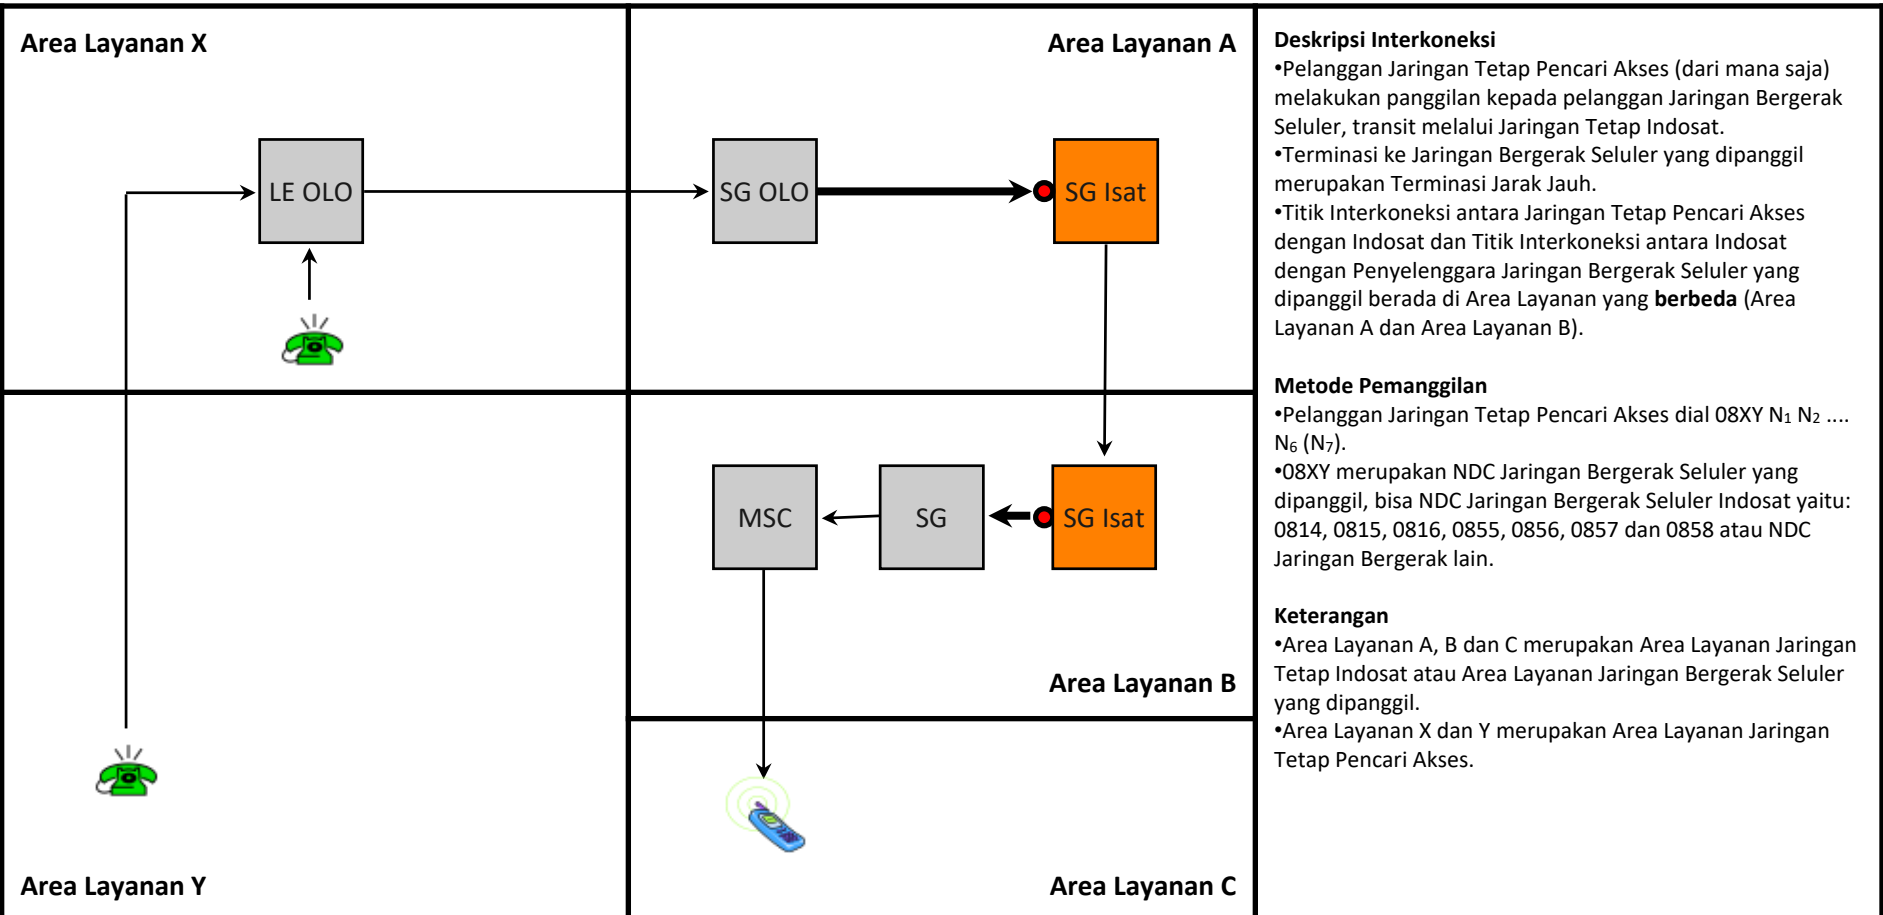 Area Layanan X
Area Layanan A
LE OLO
SG OLO
SG Isat
MSC
SG
SG Isat
Area Layanan B
Area Layanan Y
Area Layanan C
Deskripsi Interkoneksi
•Pelanggan Jaringan Tetap Pencari Akses (dari mana saja)
melakukan panggilan kepada pelanggan Jaringan Bergerak
Seluler, transit melalui Jaringan Tetap Indosat.
•Terminasi ke Jaringan Bergerak Seluler yang dipanggil
merupakan Terminasi Jarak Jauh.
•Titik Interkoneksi antara Jaringan Tetap Pencari Akses
dengan Indosat dan Titik Interkoneksi antara Indosat
dengan Penyelenggara Jaringan Bergerak Seluler yang
dipanggil berada di Area Layanan yang berbeda (Area
Layanan A dan Area Layanan B).
Metode Pemanggilan
•Pelanggan Jaringan Tetap Pencari Akses dial 08XY N₁ N₂ ....
N₆ (N₇).
•08XY merupakan NDC Jaringan Bergerak Seluler yang
dipanggil, bisa NDC Jaringan Bergerak Seluler Indosat yaitu:
0814, 0815, 0816, 0855, 0856, 0857 dan 0858 atau NDC
Jaringan Bergerak lain.
Keterangan
•Area Layanan A, B dan C merupakan Area Layanan Jaringan
Tetap Indosat atau Area Layanan Jaringan Bergerak Seluler
yang dipanggil.
•Area Layanan X dan Y merupakan Area Layanan Jaringan
Tetap Pencari Akses.